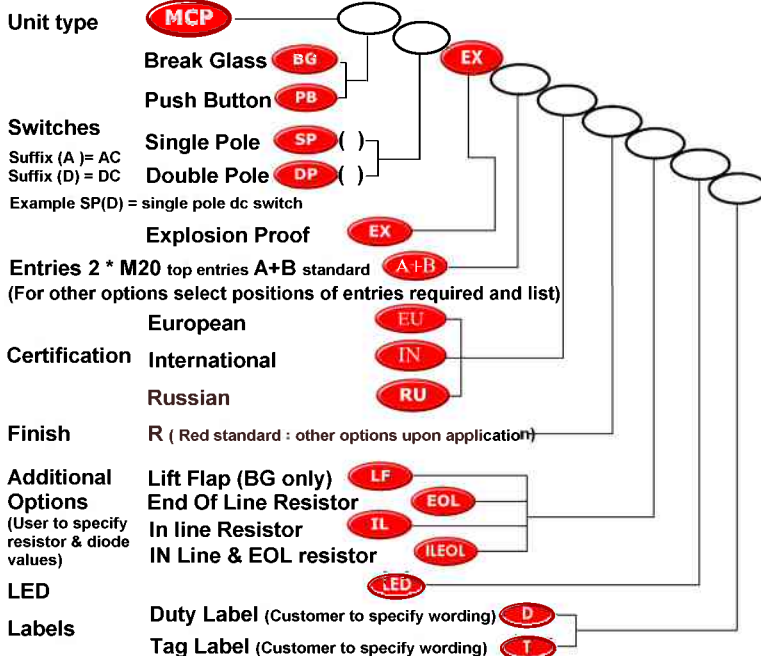 Unit type MCP
Break Glass BG EX
Push Button PB
Switches
Single Pole SP ( )
Suffix (A )= AC
Suffix (D) = DC Double Pole DP ( )
Example SP(D) = single pole dc switch
Explosion Proof EX
Entries 2 * M20 top entries A+B standard A+B
(For other options select positions of entries required and list)
European EU
Certification International IN
Russian RU
Finish R ( Red standard : other options upon application)
Additional Lift Flap (BG only) LF
Options End Of Line Resistor EOL
(User to specify In line Resistor IL
resistor & diode
values) IN Line & EOL resistor ILEOL
LED LED
Duty Label (Customer to specify wording) D
Labels
Tag Label (Customer to specify wording) T